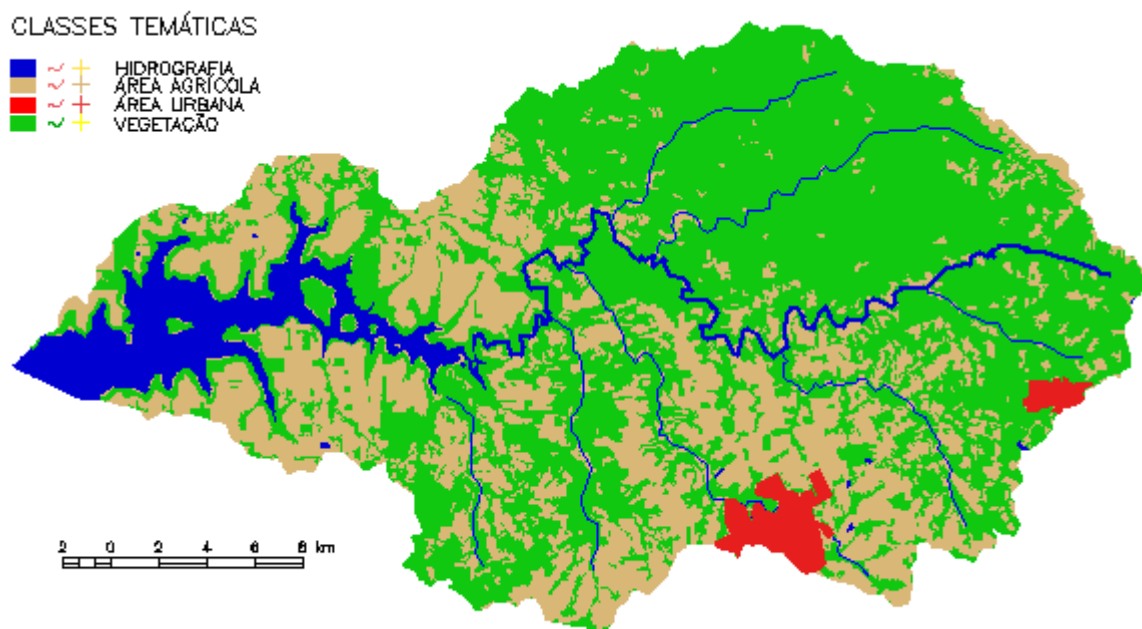 CLASSES TEMÁTICAS
HIDROGRAFIA
ÁREA AGRÍCOLA
ÁREA URBANA
VEGETAÇÃO
2 0 2 4 6 8 km